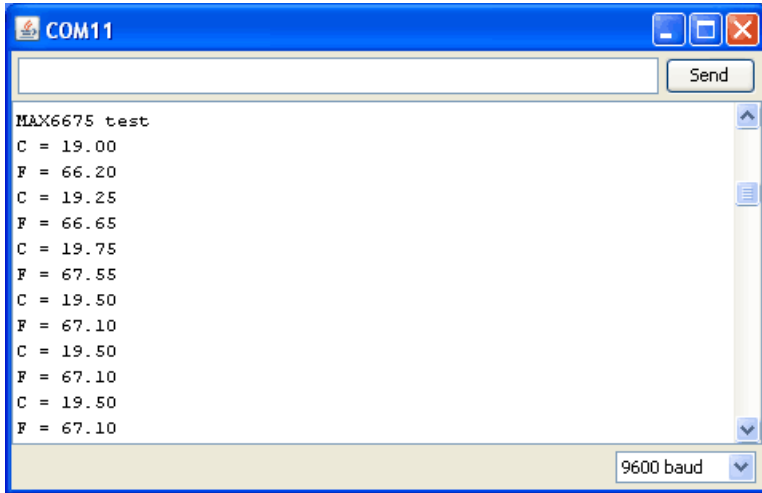 COM11
Send
MAX6675 test
C = 19.00
F = 66.20
C = 19.25
F = 66.65
C = 19.75
F = 67.55
C = 19.50
F = 67.10
C = 19.50
F = 67.10
C = 19.50
F = 67.10
9600 baud